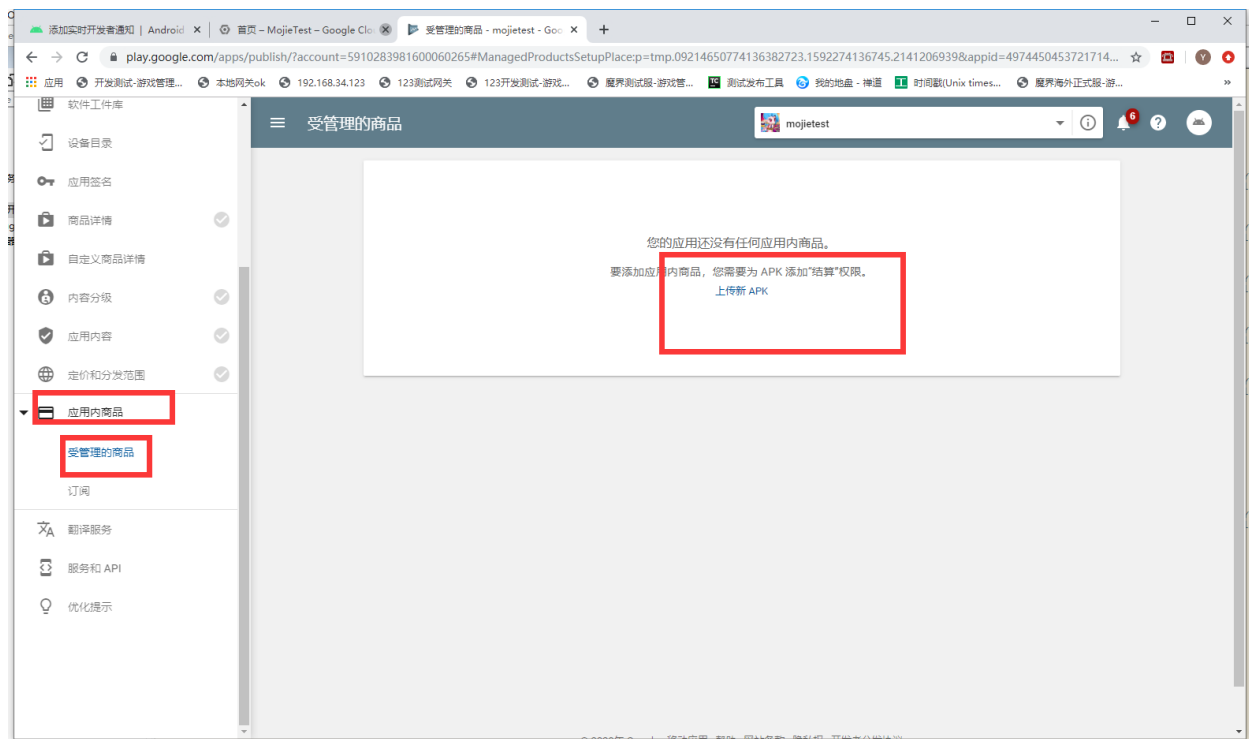 添加实时开发者通知 | Android
首页 – MojieTest – Google Clo
受管理的商品 - mojietest - Goo
play.google.com/apps/publish/?account=5910283981600060265#ManagedProductsSetupPlace:p=tmp.09214650774136382723.1592274136745.2141206939&appid=4974450453721714...
应用
开发测试-游戏管理...
本地网关ok
192.168.34.123
123测试网关
123开发测试-游戏...
魔界测试服-游戏管...
测试发布工具
我的地盘 - 禅道
时间戳(Unix times...
魔界海外正式服-游...
»
软件工件库
受管理的商品
mojietest
6
设备目录
应用签名
商品详情
自定义商品详情
内容分级
应用内容
定价和分发范围
应用内商品
受管理的商品
订阅
翻译服务
服务和 API
优化提示
您的应用还没有任何应用内商品。
要添加应用内商品，您需要为 APK 添加“结算”权限。
上传新 APK